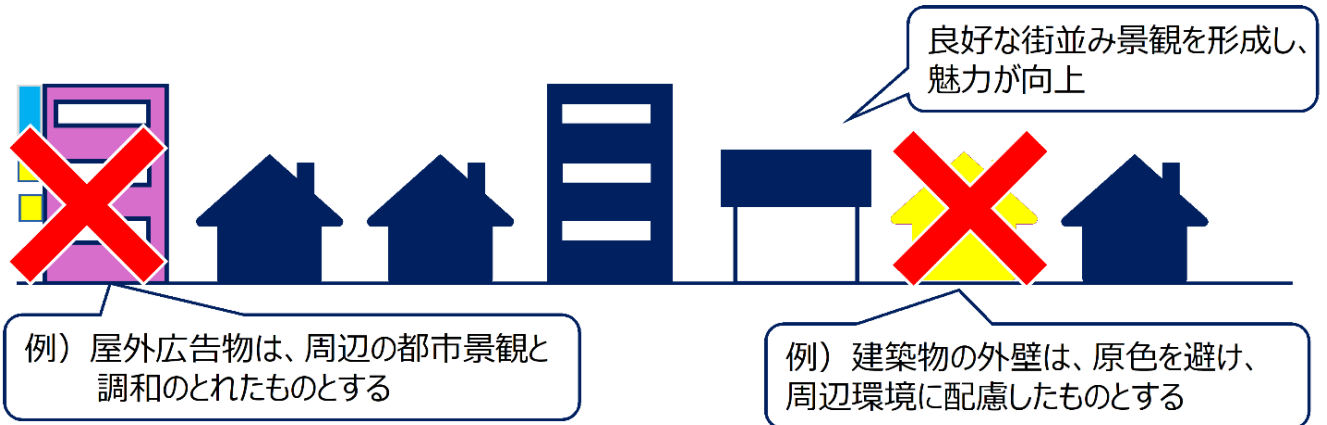 良好な街並み景観を形成し、
魅力が向上
例）屋外広告物は、周辺の都市景観と
調和のとれたものとする
例）建築物の外壁は、原色を避け、
周辺環境に配慮したものとする